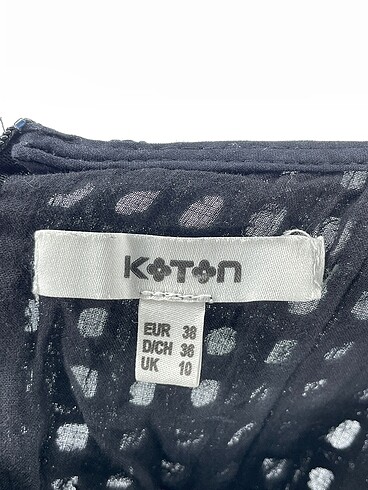 KOTON
EUR 38
D/CH 36
UK 10